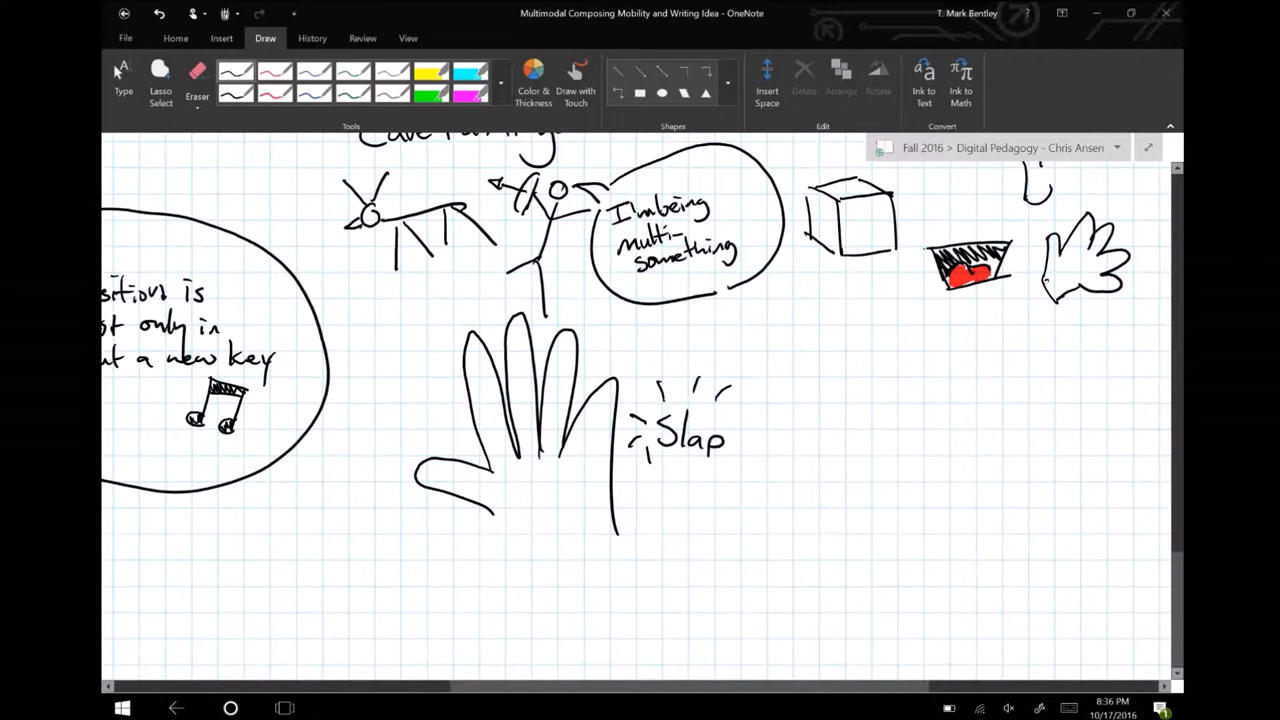 Multimodal Composing Mobility and Writing Idea - OneNote
T. Mark Bentley
?
File
Home
Insert
Draw
History
Review
View
Type
Lasso
Select
Eraser
Color &
Thickness
Draw with
Touch
Insert
Space
Delete
Arrange
Rotate
Ink to
Text
Ink to
Math
Tools
Shapes
Edit
Convert
Fall 2016 > Digital Pedagogy - Chris Ansen
I'm being
multi-
something
is
only in
a new key
Slap
8:36 PM
10/17/2016
1